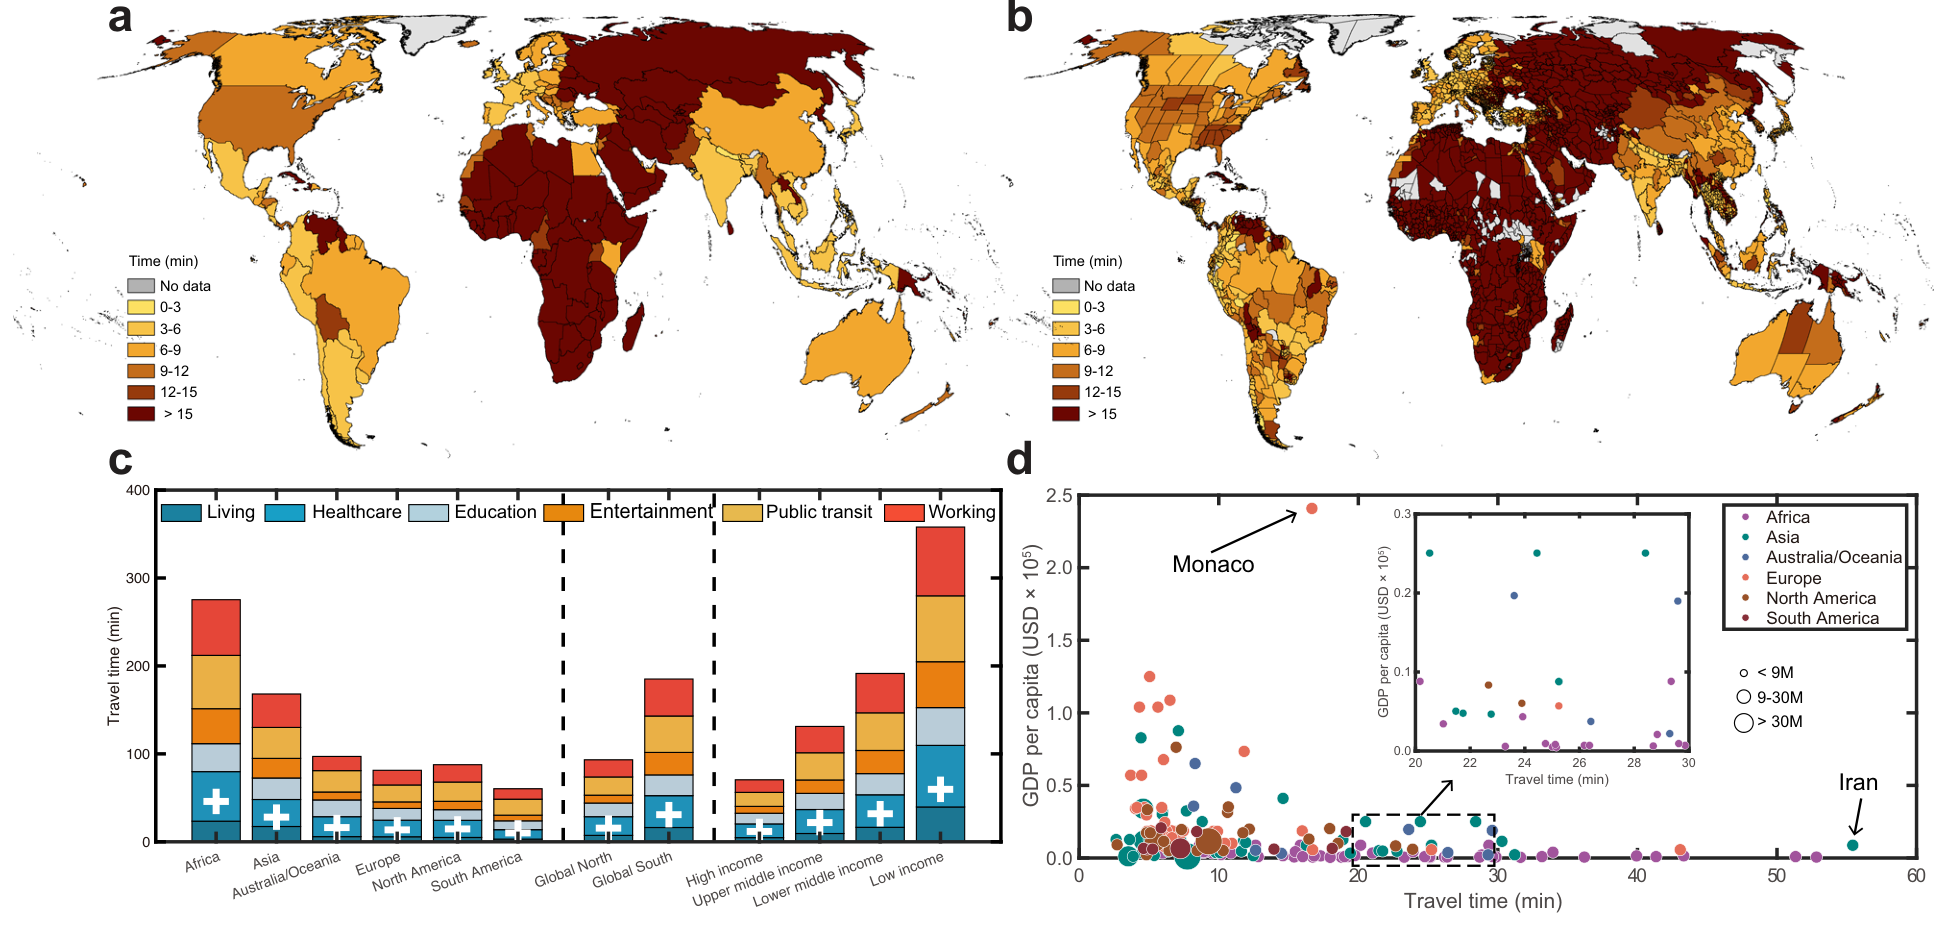 a
b
Time (min)
No data
0-3
3-6
6-9
9-12
12-15
> 15
Time (min)
No data
0-3
3-6
6-9
9-12
12-15
> 15
c
400
300
200
100
0
Travel time (min)
Living
Healthcare
Education
Entertainment
Public transit
Working
Africa
Asia
Australia/Oceania
Europe
North America
South America
Global North
Global South
High income
Upper middle income
Lower middle income
Low income
d
2.5
2.0
1.5
1.0
0.5
0.0
GDP per capita (USD × 10⁵)
0
10
20
30
40
50
60
Travel time (min)
Monaco
Iran
0.3
0.2
0.1
0.0
GDP per capita (USD × 10⁵)
20
22
24
26
28
30
Travel time (min)
Africa
Asia
Australia/Oceania
Europe
North America
South America
< 9M
9-30M
> 30M